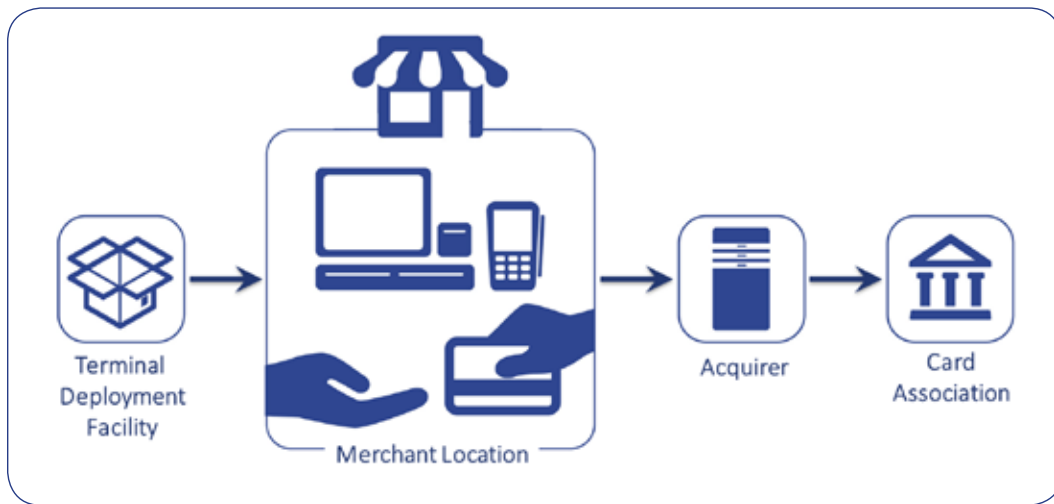 Terminal
Deployment
Facility
Merchant Location
Acquirer
Card
Association